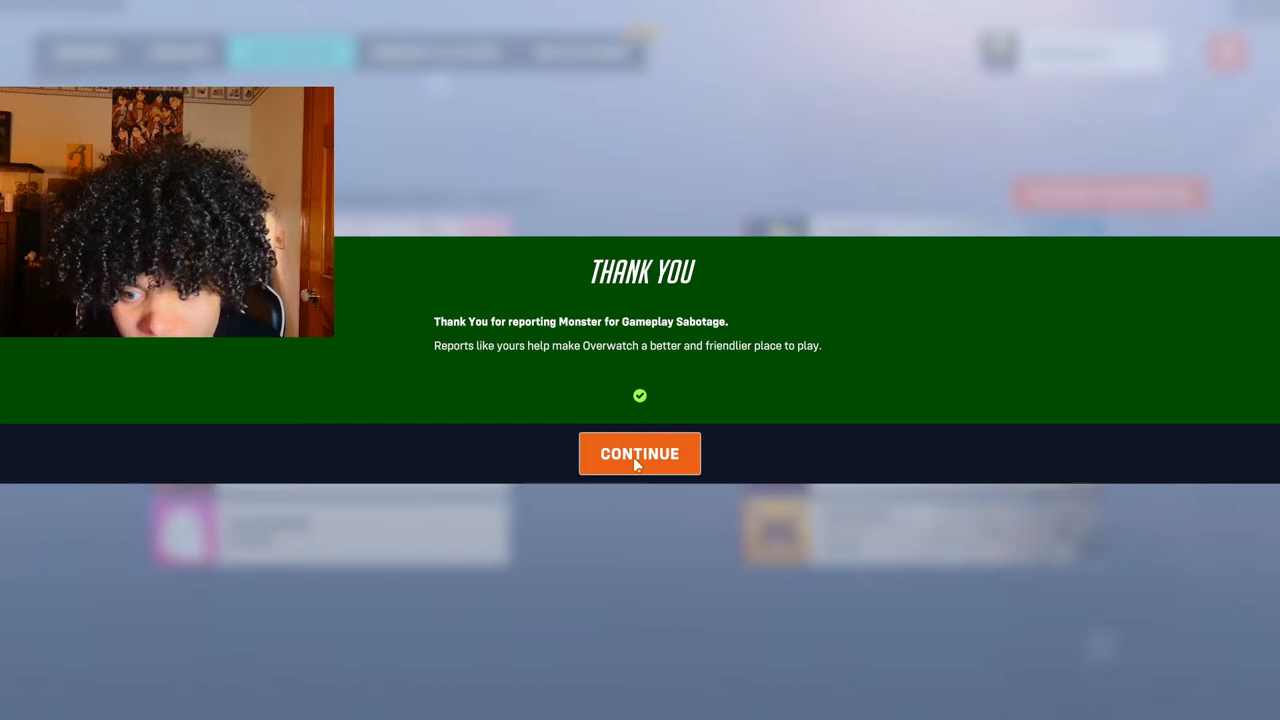 THANK YOU
Thank You for reporting Monster for Gameplay Sabotage.
Reports like yours help make Overwatch a better and friendlier place to play.
CONTINUE